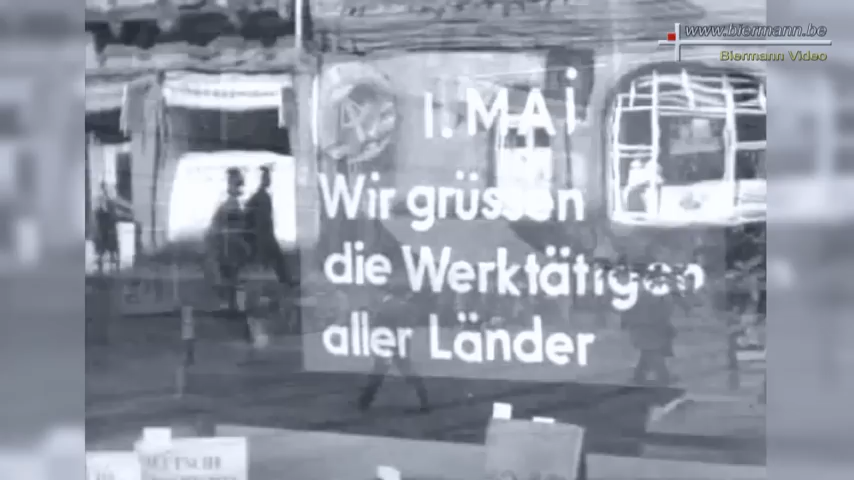 www.biermann.be
Biermann Video
1. MAi
Wir grüssen
die Werktätigen
aller Länder